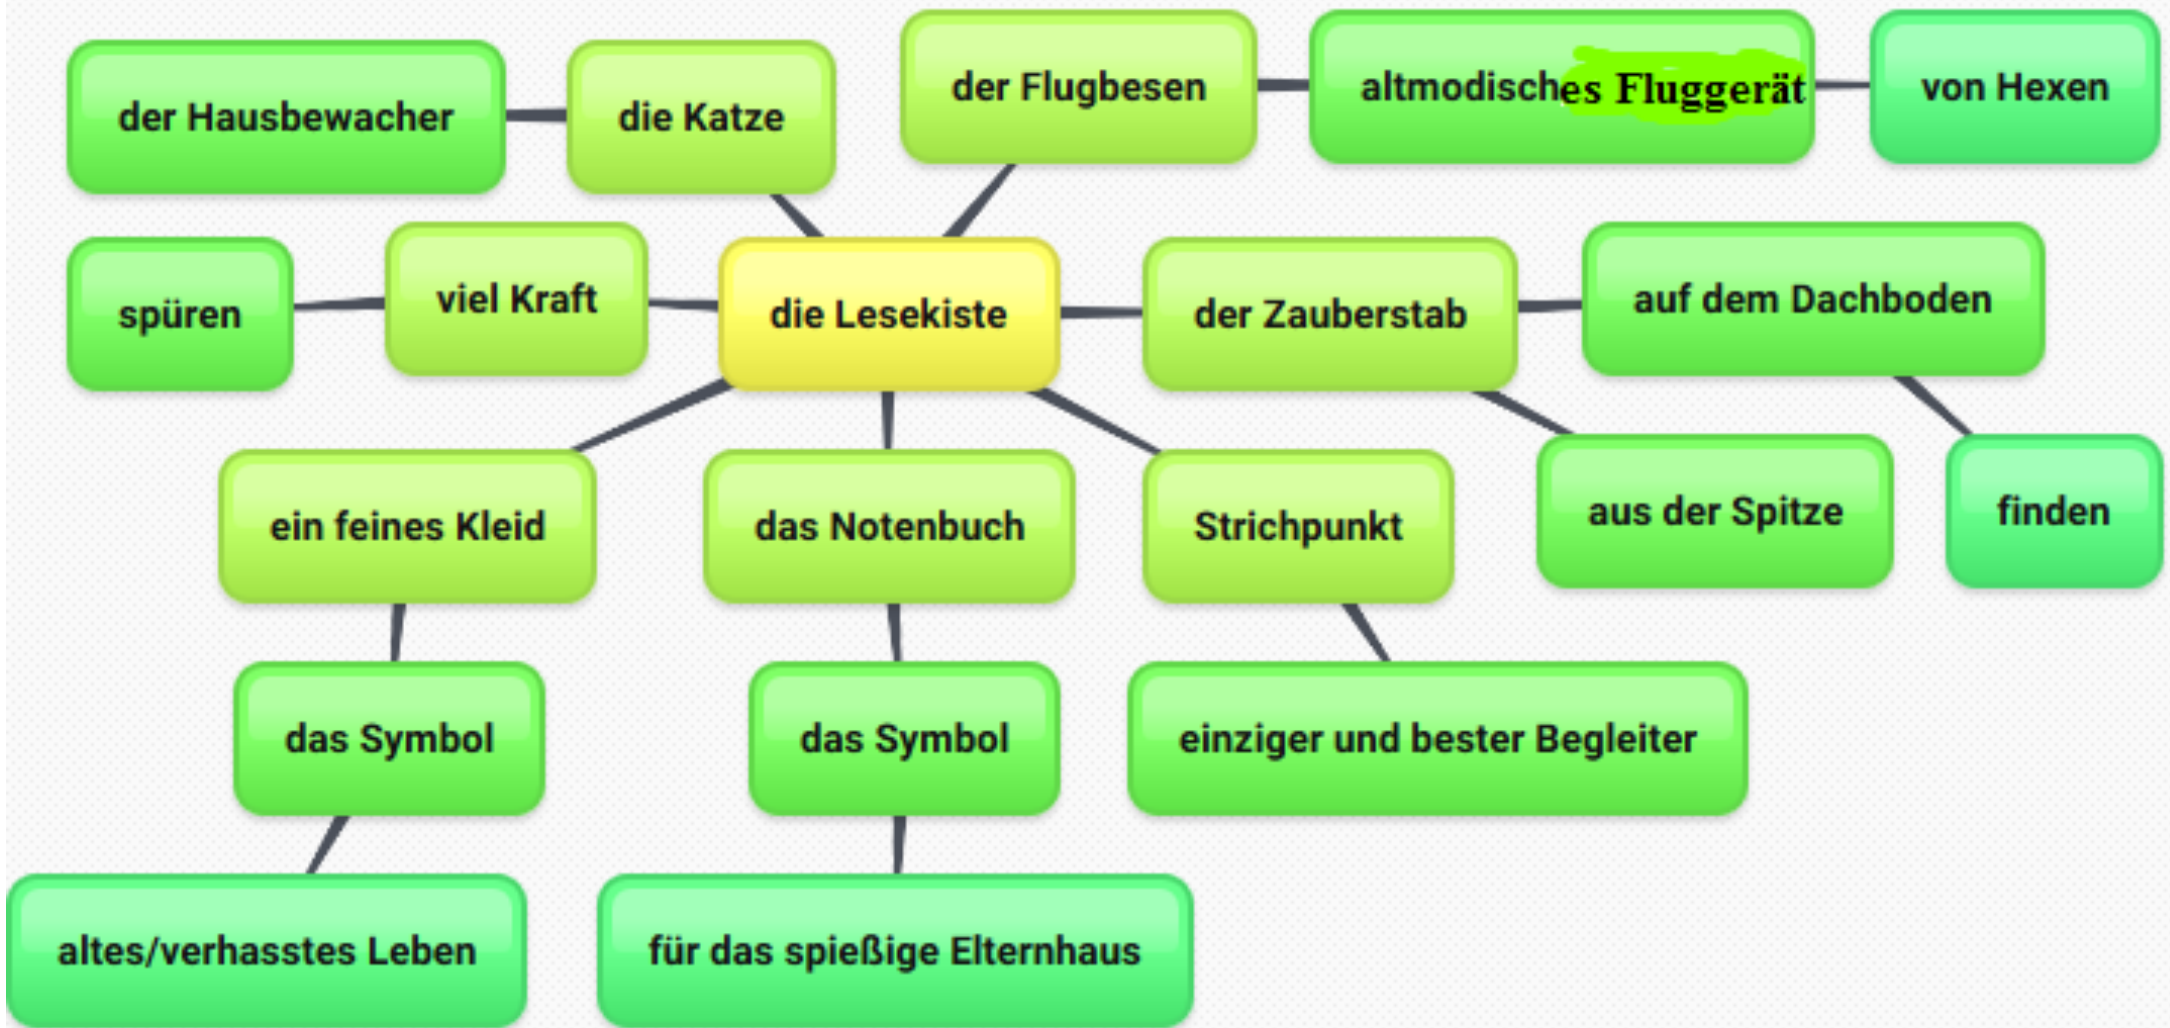 der Hausbewacher
die Katze
der Flugbesen
altmodisches Fluggerät
von Hexen
spüren
viel Kraft
die Lesekiste
der Zauberstab
auf dem Dachboden
ein feines Kleid
das Notenbuch
Strichpunkt
aus der Spitze
finden
das Symbol
das Symbol
einziger und bester Begleiter
altes/verhasstes Leben
für das spießige Elternhaus